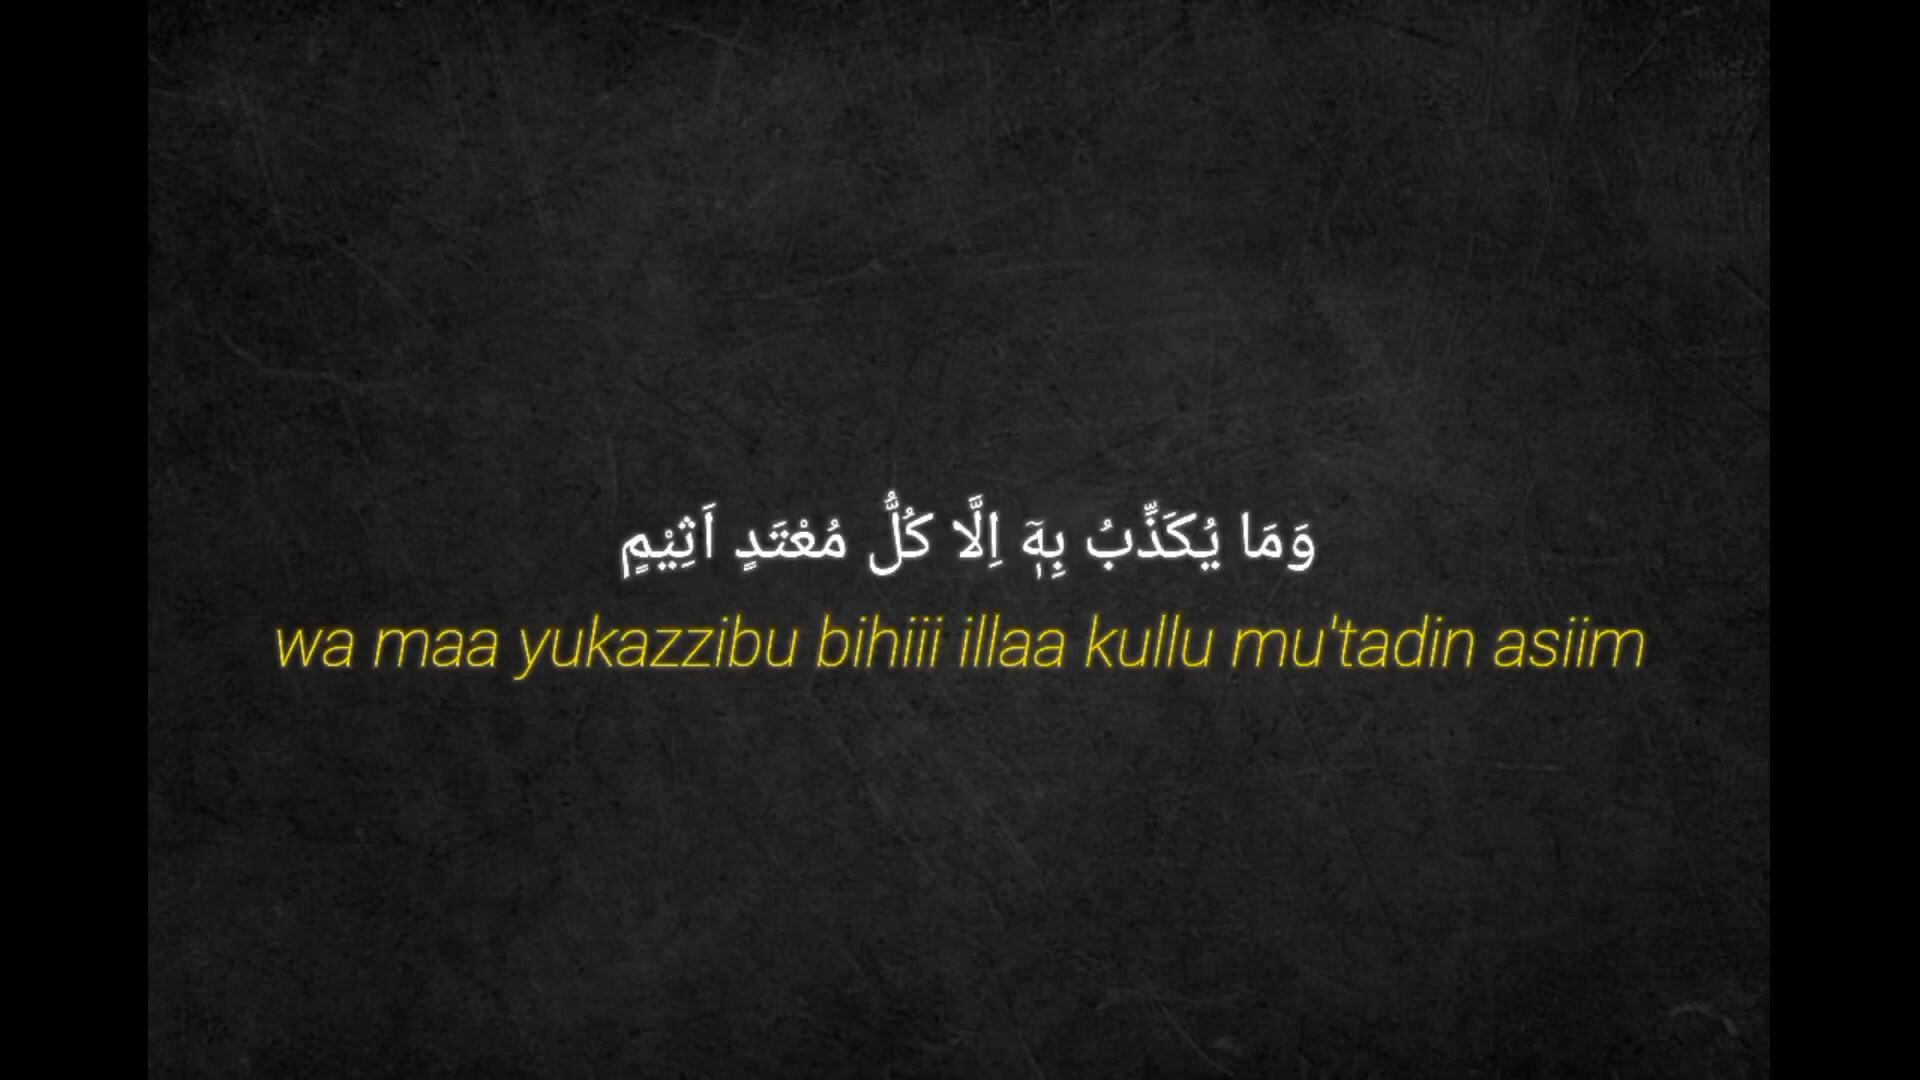 وَمَا يُكَذِّبُ بِهٖٓ اِلَّا كُلُّ مُعْتَدٍ اَثِيْمٍ
wa maa yukazzibu bihiii illaa kullu mu'tadin asiim